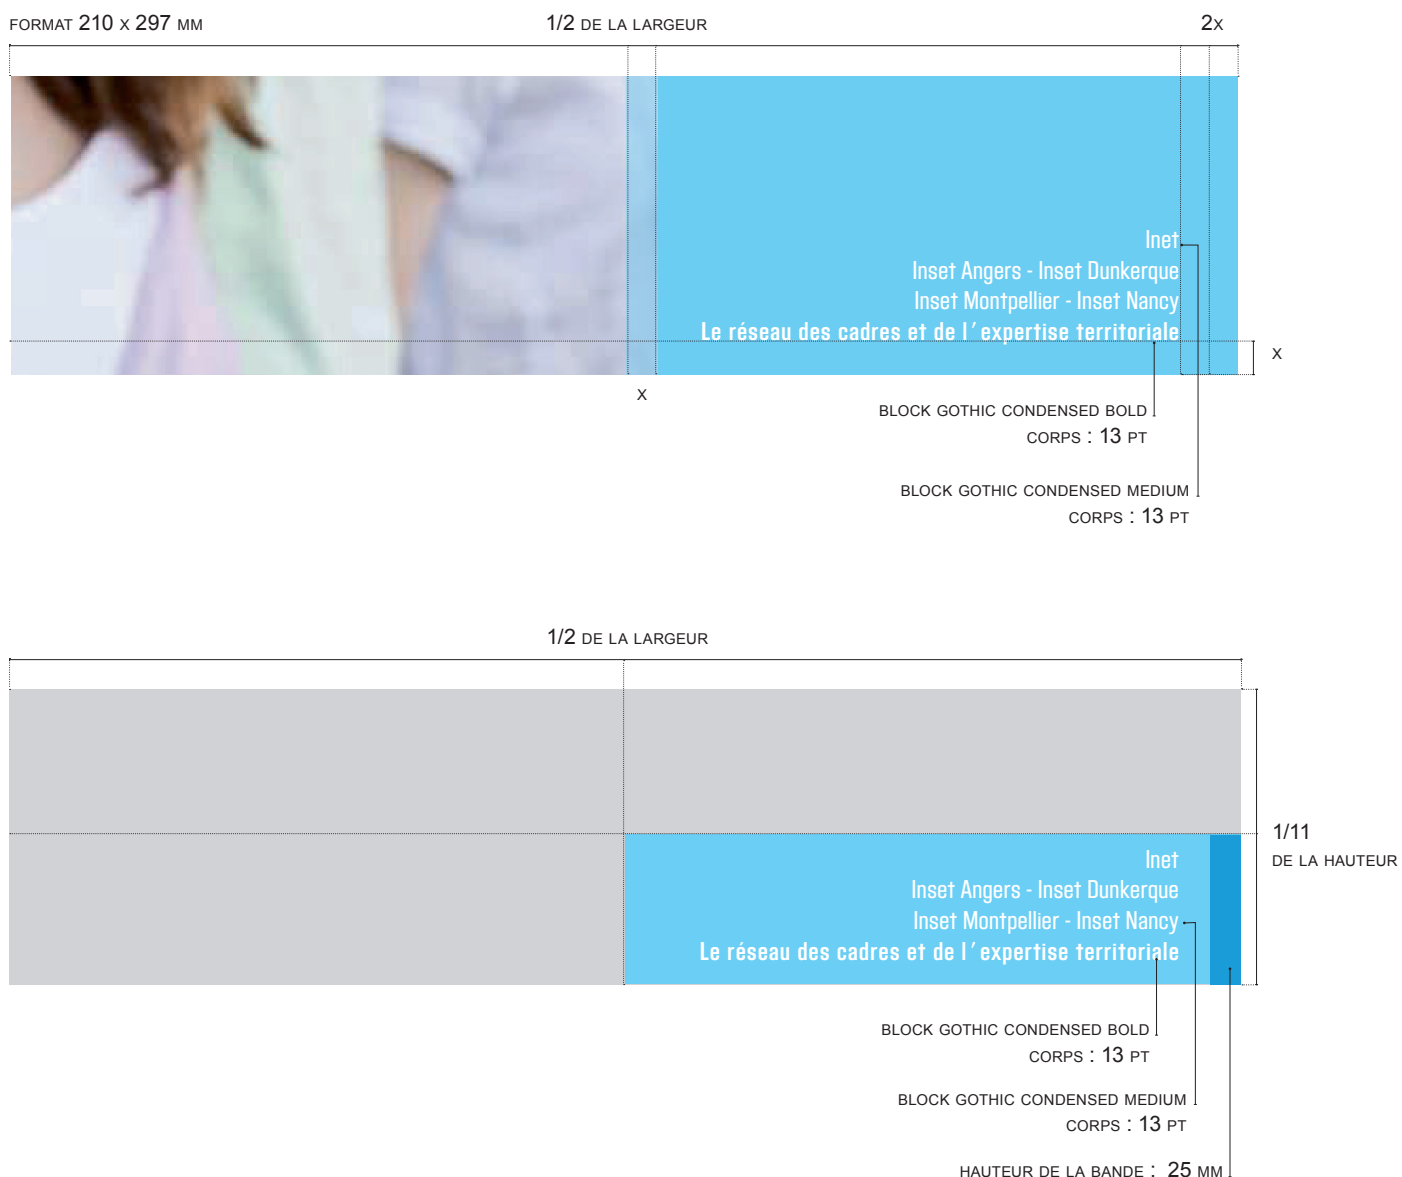 FORMAT 210 X 297 MM
1/2 DE LA LARGEUR
2X
Inet
Inset Angers - Inset Dunkerque
Inset Montpellier - Inset Nancy
Le réseau des cadres et de l'expertise territoriale
X
X
BLOCK GOTHIC CONDENSED BOLD
CORPS : 13 PT
BLOCK GOTHIC CONDENSED MEDIUM
CORPS : 13 PT
1/2 DE LA LARGEUR
1/11
DE LA HAUTEUR
Inet
Inset Angers - Inset Dunkerque
Inset Montpellier - Inset Nancy
Le réseau des cadres et de l'expertise territoriale
BLOCK GOTHIC CONDENSED BOLD
CORPS : 13 PT
BLOCK GOTHIC CONDENSED MEDIUM
CORPS : 13 PT
HAUTEUR DE LA BANDE : 25 MM